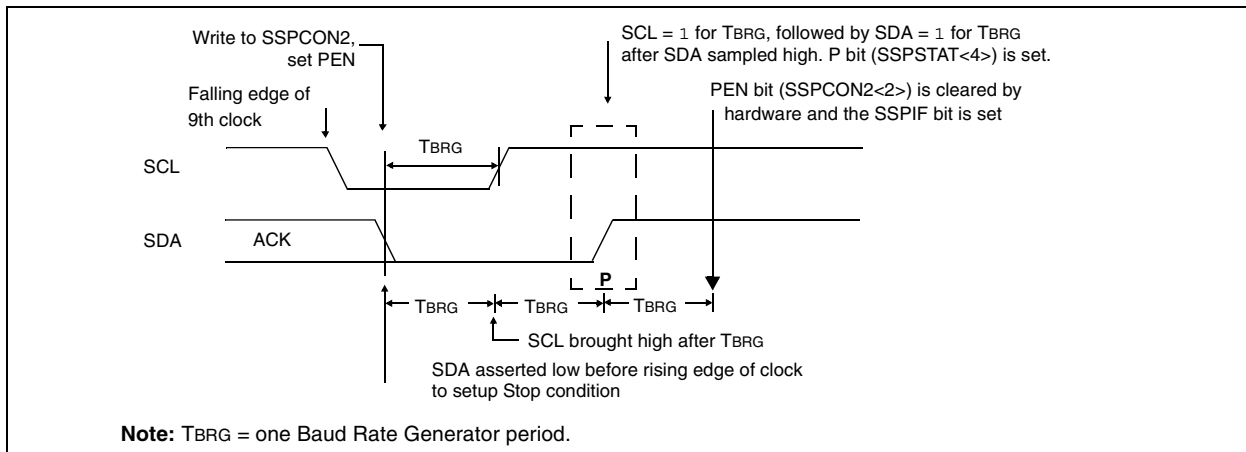 Write to SSPCON2,
set PEN
SCL = 1 for TBRG, followed by SDA = 1 for TBRG
after SDA sampled high. P bit (SSPSTAT<4>) is set.
Falling edge of
9th clock
PEN bit (SSPCON2<2>) is cleared by
hardware and the SSPIF bit is set
TBRG
SCL
SDA
ACK
P
TBRG
TBRG
TBRG
SCL brought high after TBRG
SDA asserted low before rising edge of clock
to setup Stop condition
Note: TBRG = one Baud Rate Generator period.